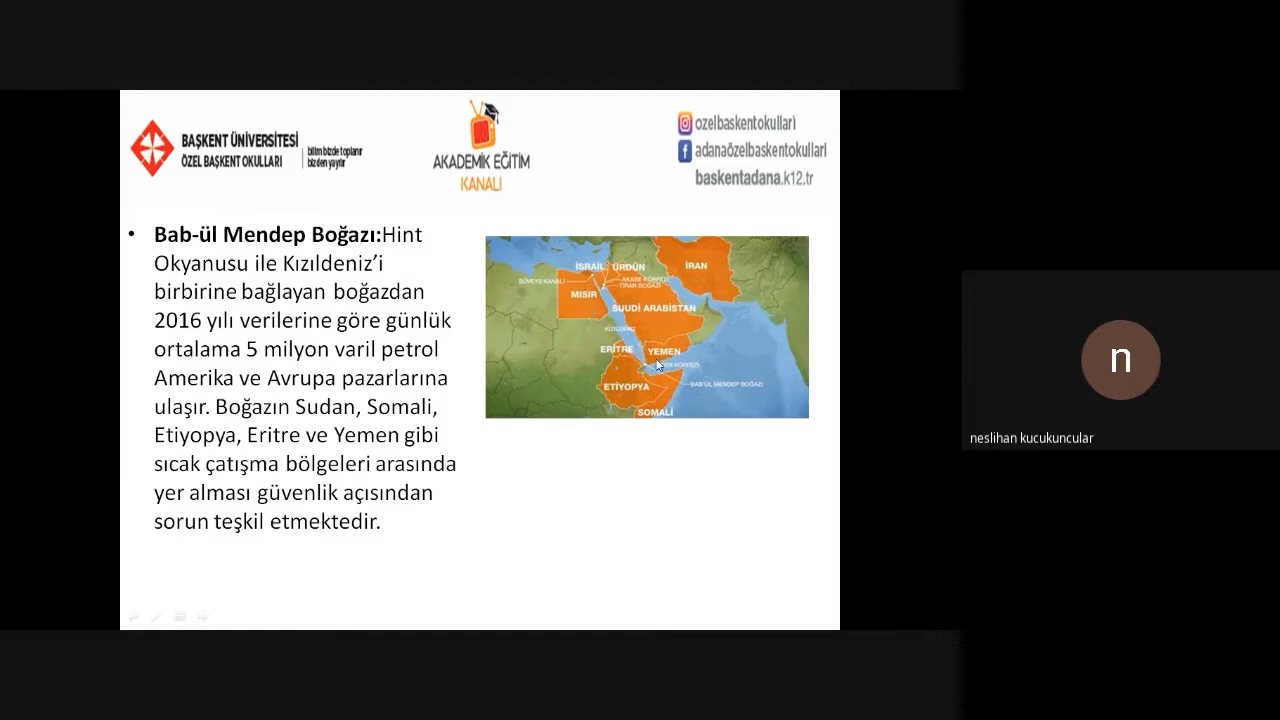 BAŞKENT ÜNİVERSİTESİ
ÖZEL BAŞKENT OKULLARI
bilim bizde toplanır
bizden yayılır
AKADEMİK EĞİTİM
KANALI
ozelbaskentokullari
adanaözelbaskentokulları
baskentadana.k12.tr
• Bab-ül Mendep Boğazı:Hint
Okyanusu ile Kızıldeniz’i
birbirine bağlayan boğazdan
2016 yılı verilerine göre günlük
ortalama 5 milyon varil petrol
Amerika ve Avrupa pazarlarına
ulaşır. Boğazın Sudan, Somali,
Etiyopya, Eritre ve Yemen gibi
sıcak çatışma bölgeleri arasında
yer alması güvenlik açısından
sorun teşkil etmektedir.
İSRAİL
ÜRDÜN
İRAN
SÜVEYŞ KANALI
AKABE KÖRFEZİ
TİRAN BOĞAZI
MISIR
SUUDİ ARABİSTAN
KIZILDENİZ
ERİTRE
YEMEN
KÖRFEZİ
ETİYOPYA
BAB'ÜL MENDEP BOĞAZI
SOMALİ
n
neslihan kucukuncular